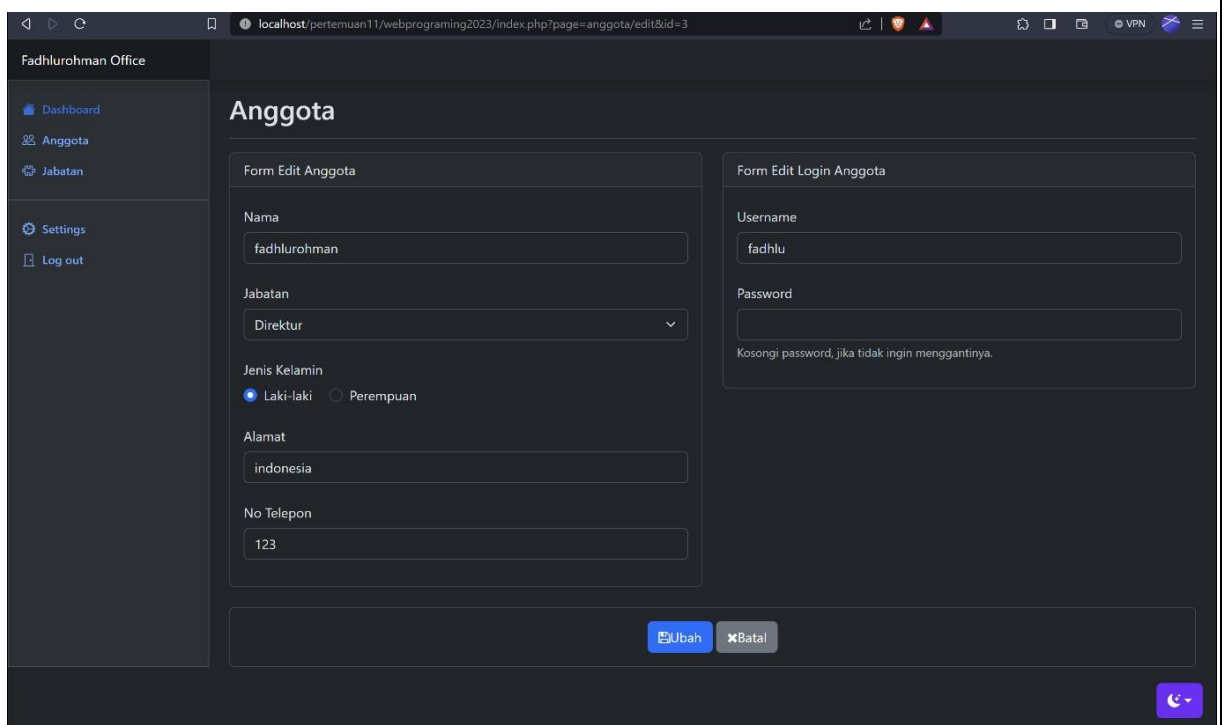 localhost/pertemuan11/webprograming2023/index.php?page=anggota/edit&id=3
VPN
Fadhlurohman Office
Dashboard
Anggota
Jabatan
Settings
Log out
Anggota
Form Edit Anggota
Nama
fadhlurohman
Jabatan
Direktur
Jenis Kelamin
Laki-laki Perempuan
Alamat
indonesia
No Telepon
123
Form Edit Login Anggota
Username
fadhlu
Password
Kosongi password, jika tidak ingin menggantinya.
Ubah Batal